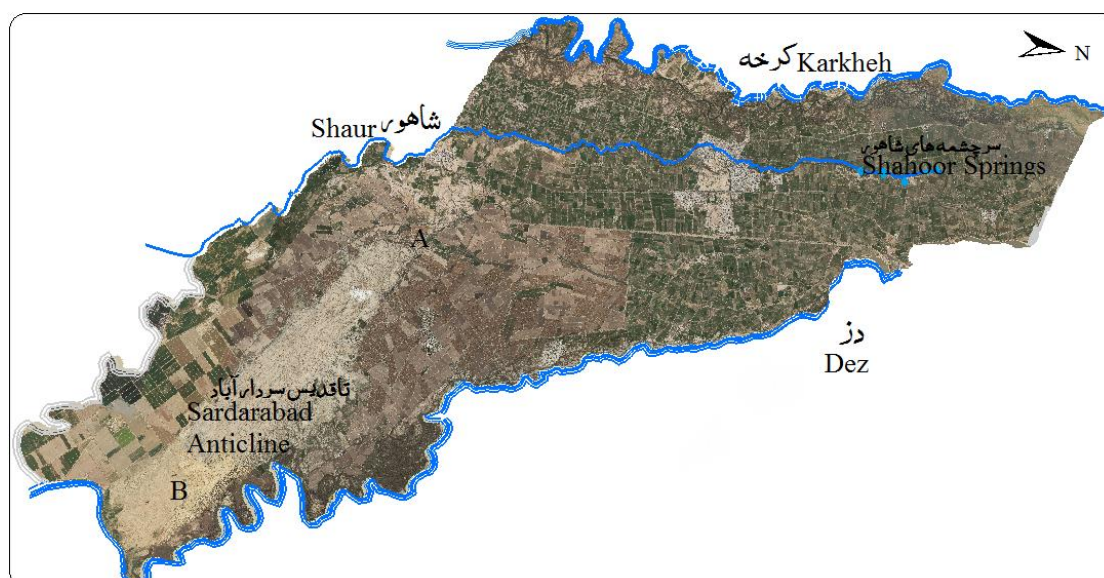 کرخه Karkheh
N
Shaur شاهور
سرچشمه‌های شاهور
Shahoor Springs
A
دز
Dez
تاقدیس سردارآباد
Sardarabad
Anticline
B